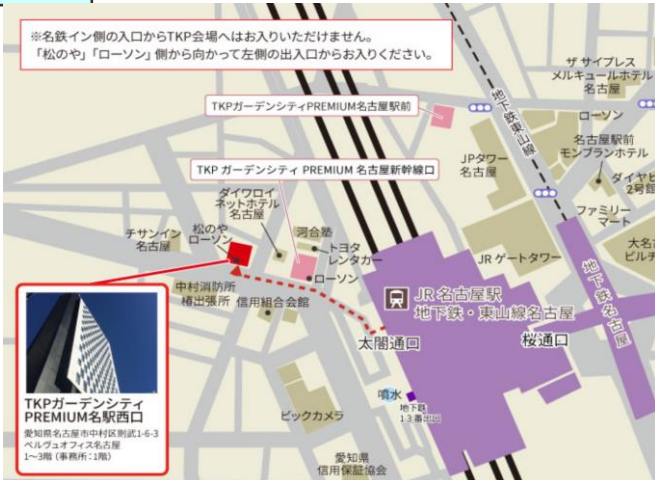 ※名鉄イン側の入口からTKP会場へはお入りいただけません。
「松のや」「ローソン」側から向かって左側の出入口からお入りください。
ザ サイプレス
メルキュールホテル
名古屋
TKPガーデンシティPREMIUM名古屋駅前
地下鉄東山線
ローソン
名古屋駅前
モンブランホテル
JPタワー
名古屋
TKP ガーデンシティ PREMIUM 名古屋新幹線口
ダイヤビ
2号館
ダイワロイ
ネットホテル
名古屋
ファミリー
マート
チサンイン
名古屋
松のや
ローソン
河合塾
トヨタ
レンタカー
大名古
ビルヂ
JRゲートタワー
ローソン
地下鉄名古屋
中村消防所
椿出張所
信用組合会館
JR 名古屋駅
地下鉄・東山線名古屋
太閤通口
桜通口
TKPガーデンシティ
PREMIUM名駅西口
愛知県名古屋市中村区則武1-6-3
ベルヴュオフィス名古屋
1〜3階（事務所：1階）
噴水
地下鉄
13番出口
ビックカメラ
愛知県
信用保証協会